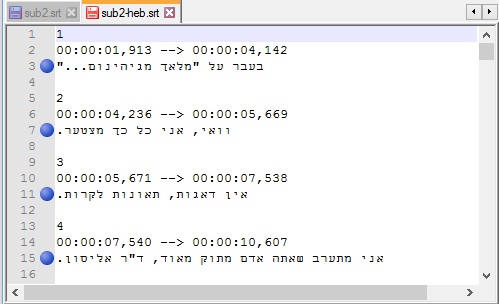 sub2.srt sub2-heb.srt
1 1
2 00:00:01,913 --> 00:00:04,142
3 בעבר על "מלאך מגיהינום..."
4
5 2
6 00:00:04,236 --> 00:00:05,669
7 וואי, אני כל כך מצטער.
8
9 3
10 00:00:05,671 --> 00:00:07,538
11 אין דאגות, תאונות לקרות.
12
13 4
14 00:00:07,540 --> 00:00:10,607
15 אני מתערב שאתה אדם מתוק מאוד, ד"ר אליסון.
16